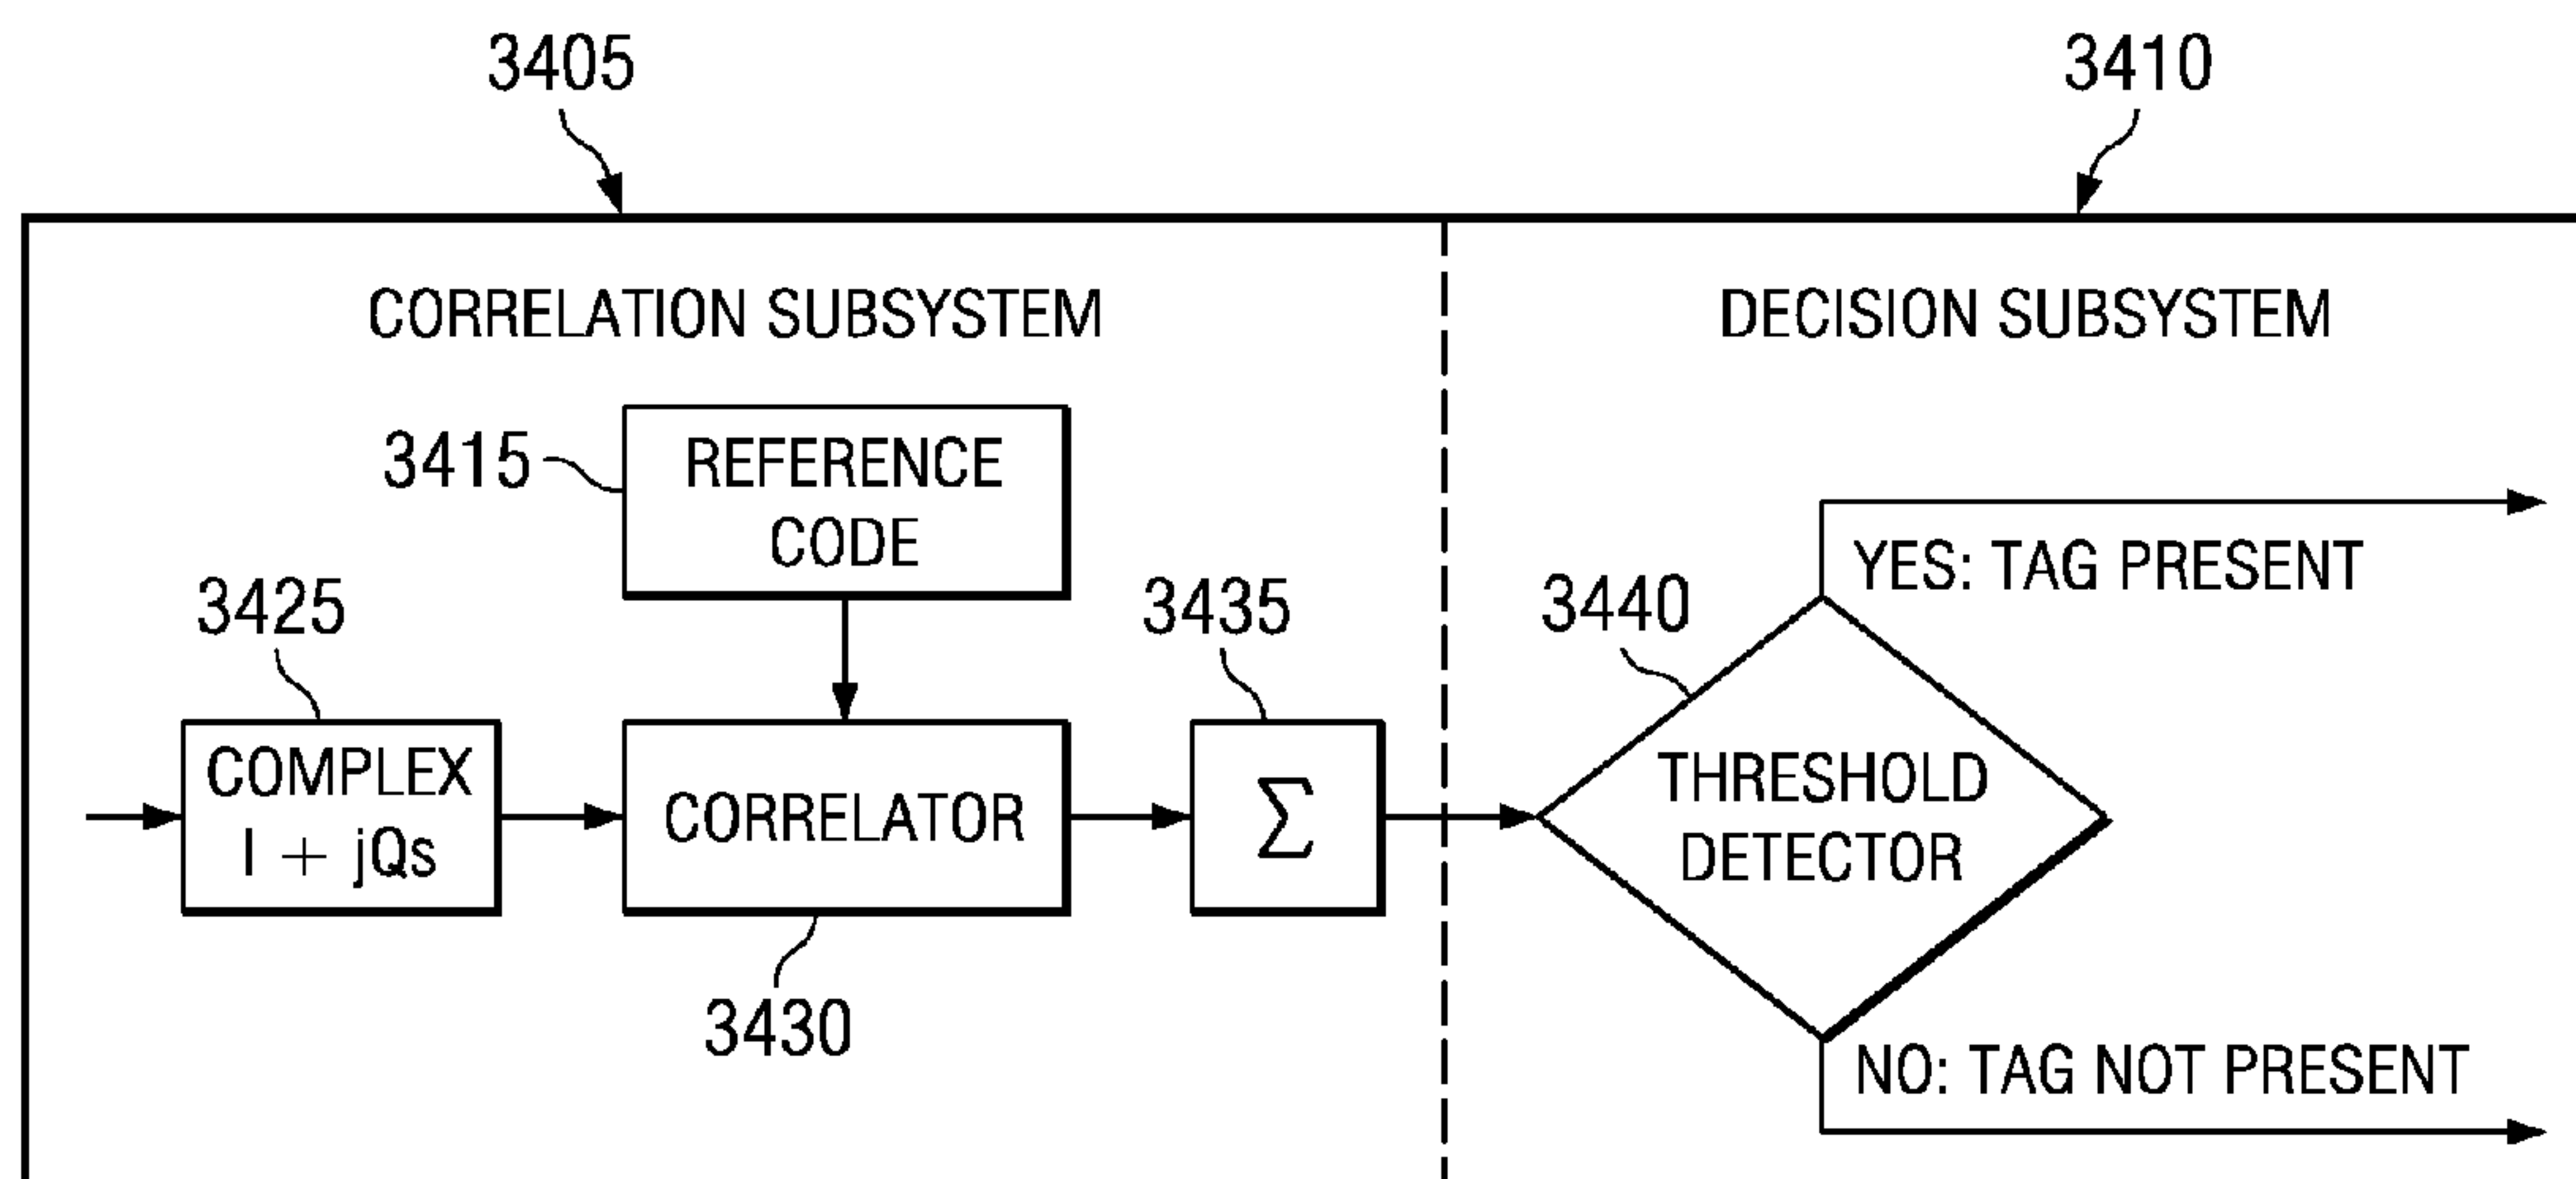 3405
3410
CORRELATION SUBSYSTEM
DECISION SUBSYSTEM
3415
REFERENCE
CODE
YES: TAG PRESENT
3425
3435
3440
COMPLEX
I + jQs
CORRELATOR
Σ
THRESHOLD
DETECTOR
3430
NO: TAG NOT PRESENT